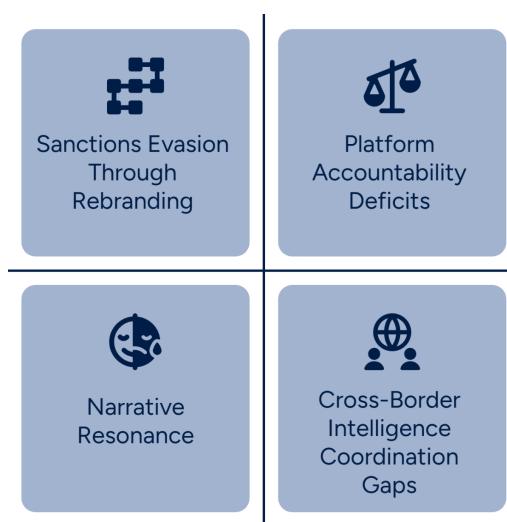 Sanctions Evasion
Through
Rebranding
Platform
Accountability
Deficits
Narrative
Resonance
Cross-Border
Intelligence
Coordination
Gaps